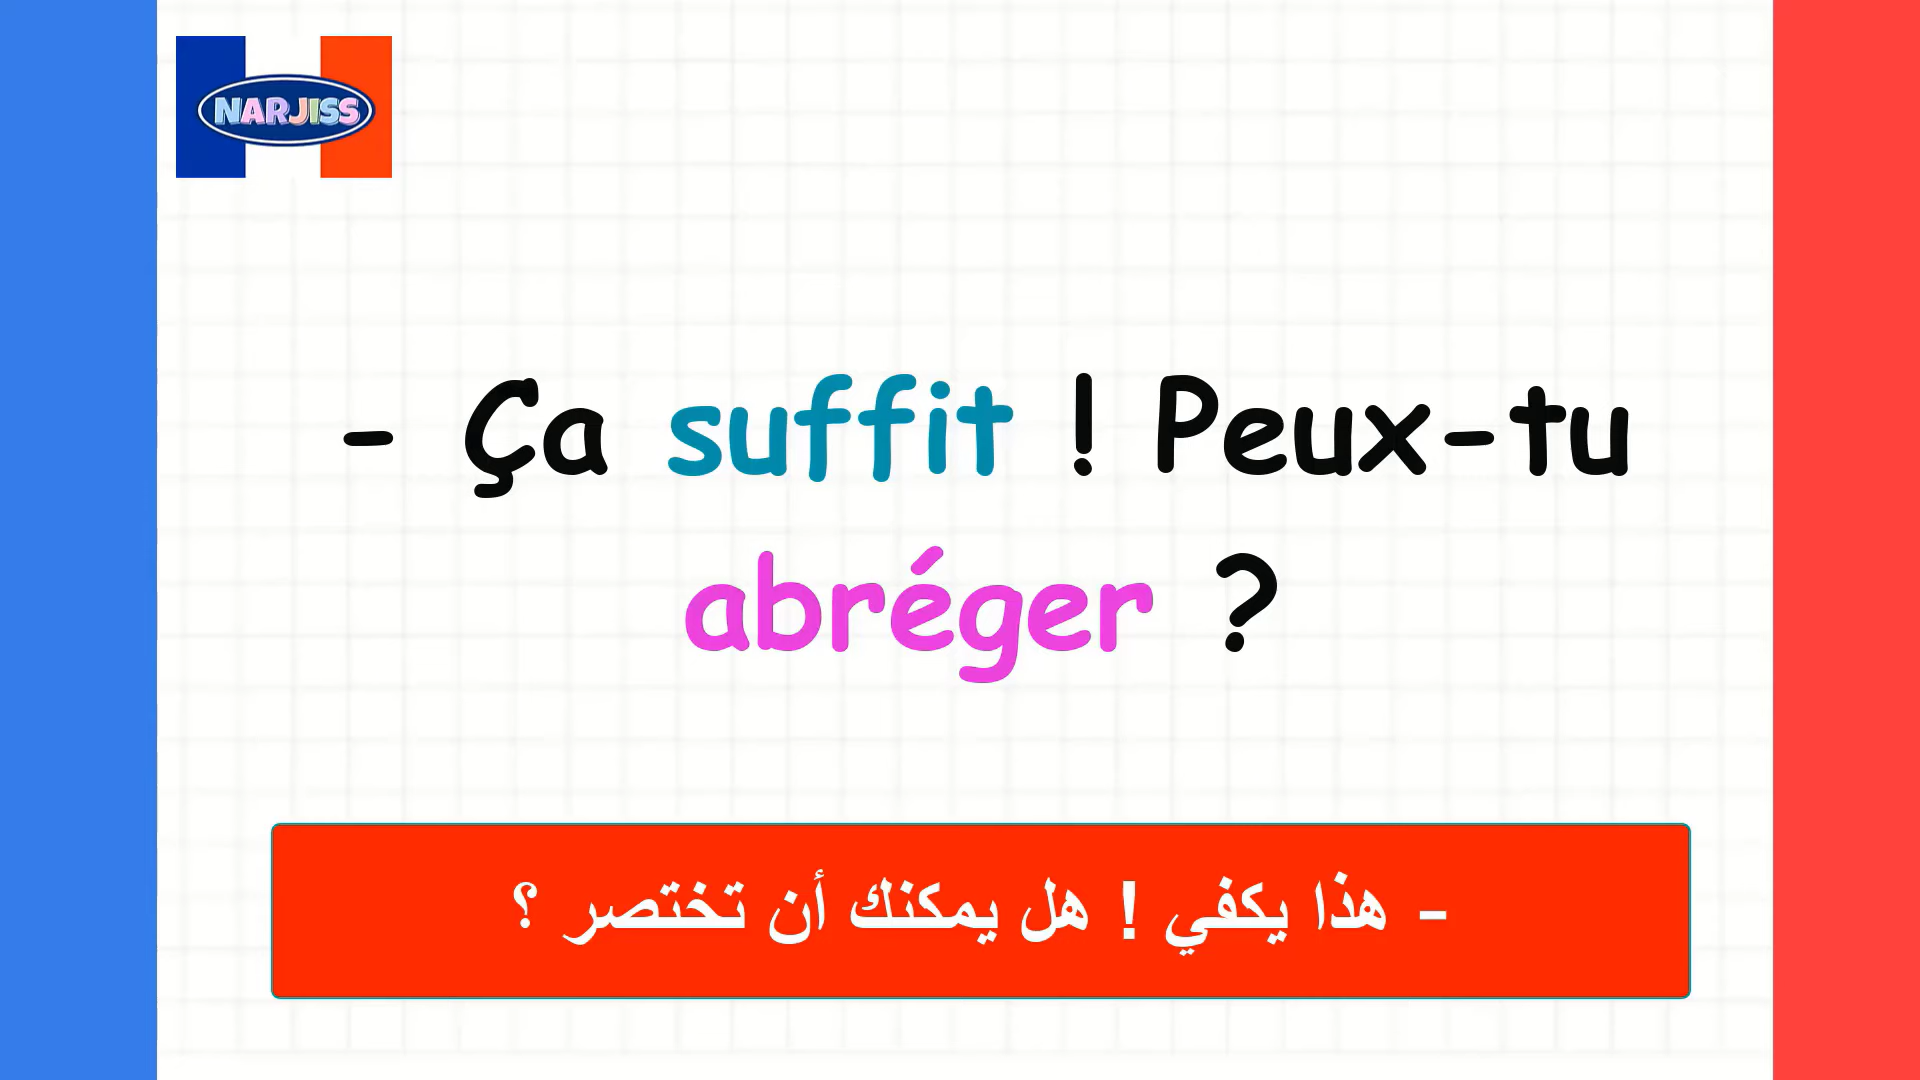 NARJISS
- Ça suffit ! Peux-tu
abréger ?
- هذا يكفي ! هل يمكنك أن تختصر ؟